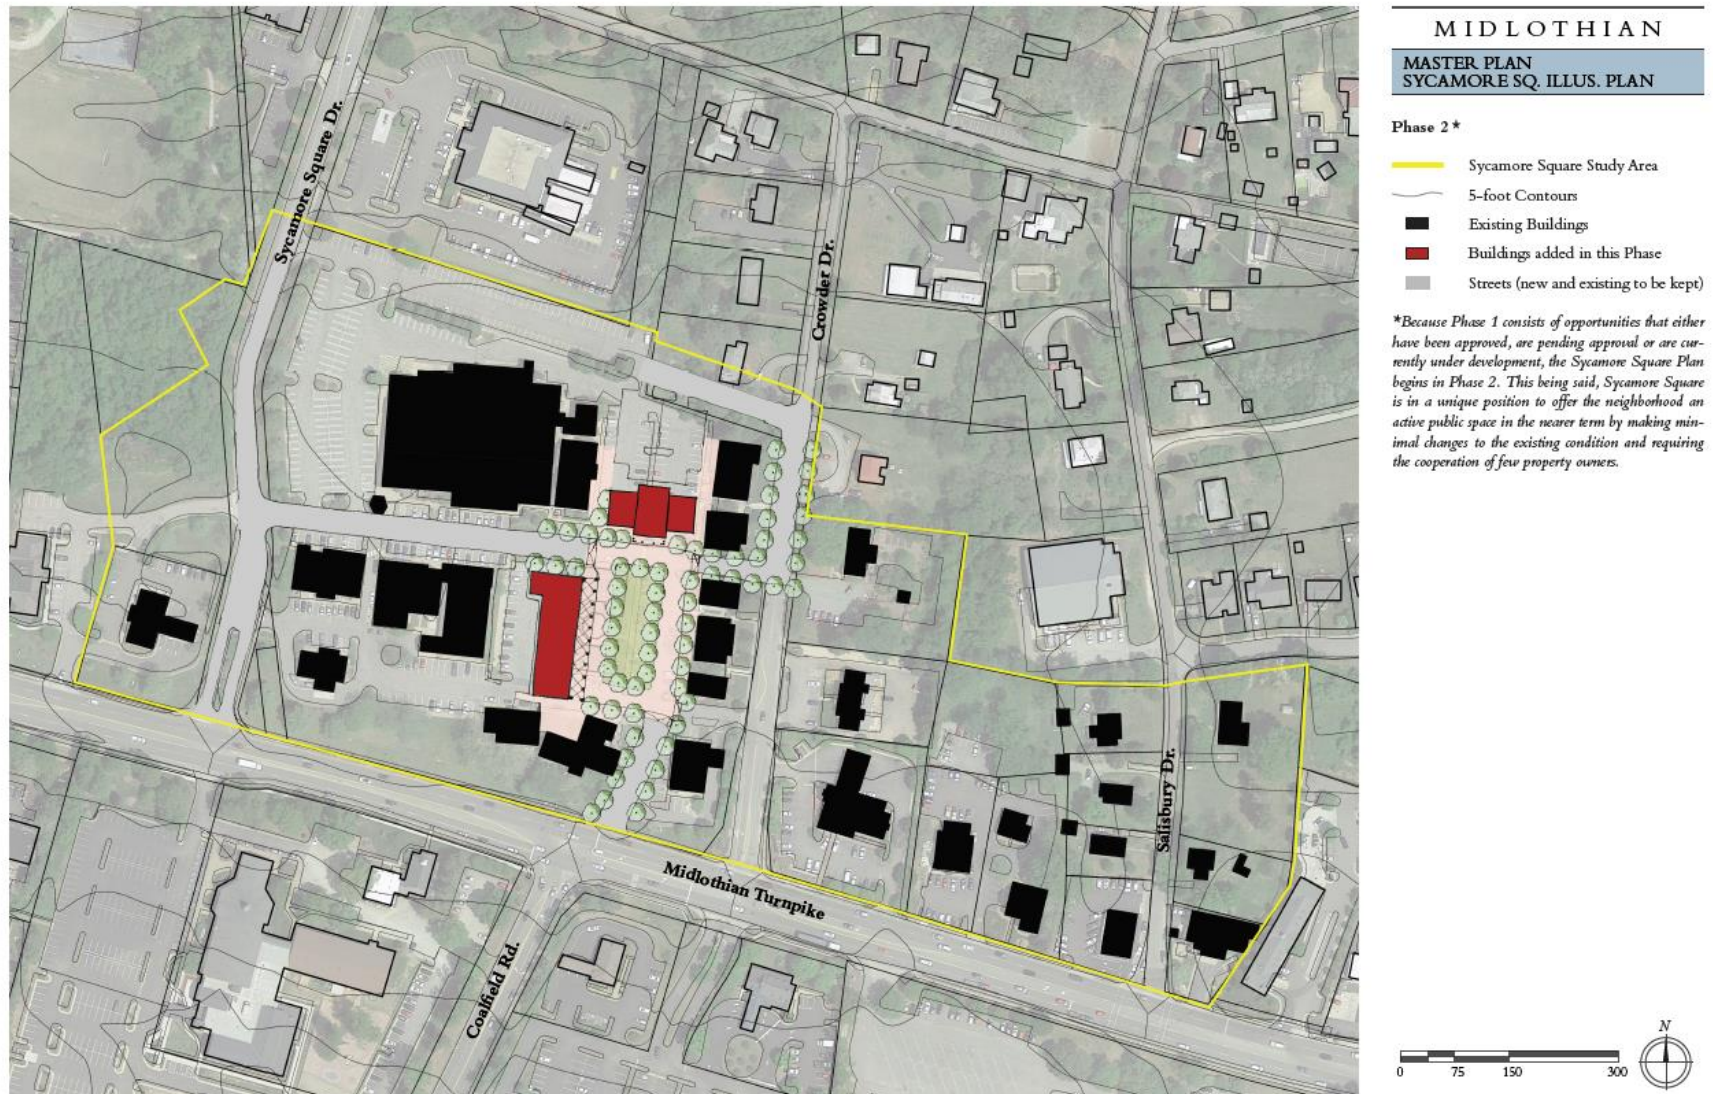 MIDLOTHIAN
MASTER PLAN
SYCAMORE SQ. ILLUS. PLAN
Phase 2*
Sycamore Square Study Area
5-foot Contours
Existing Buildings
Buildings added in this Phase
Streets (new and existing to be kept)
*Because Phase 1 consists of opportunities that either
have been approved, are pending approval or are cur-
rently under development, the Sycamore Square Plan
begins in Phase 2. This being said, Sycamore Square
is in a unique position to offer the neighborhood an
active public space in the nearer term by making min-
imal changes to the existing condition and requiring
the cooperation of few property owners.
Sycamore Square Dr.
Crowder Dr.
Salisbury Dr.
Midlothian Turnpike
Coalfield Rd.
N
0 75 150 300